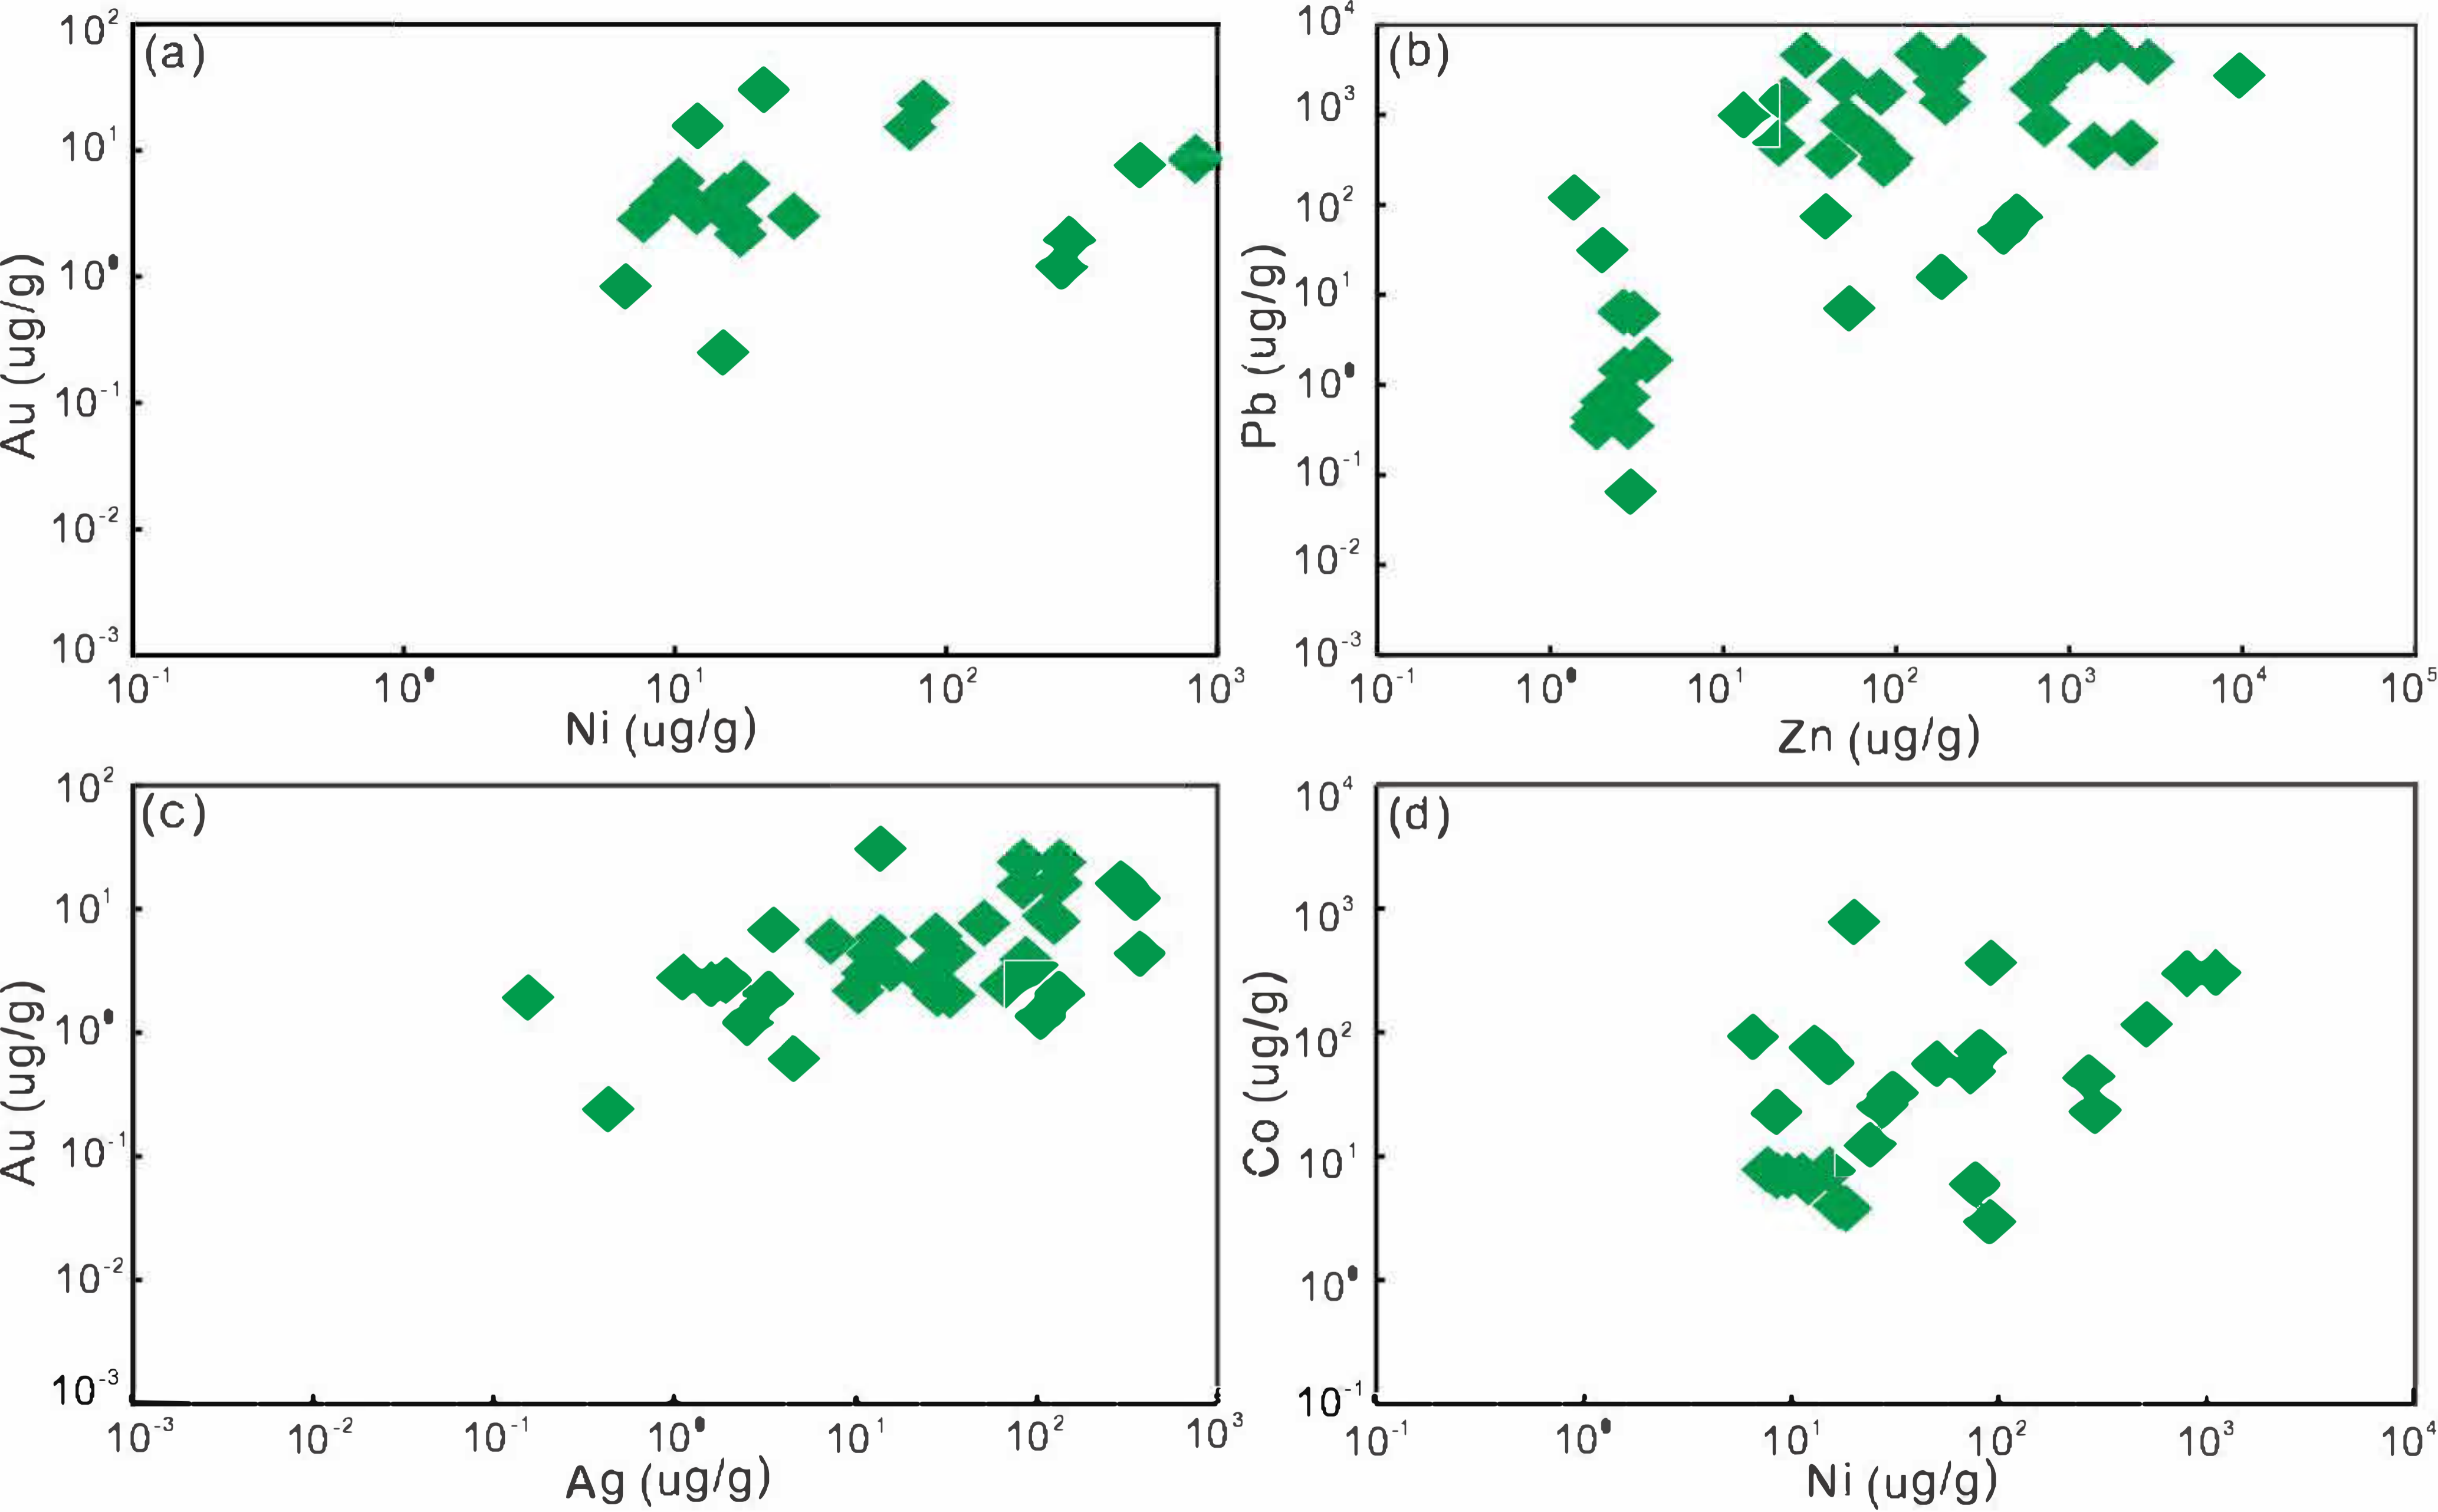 (a)
10²
10¹
10⁰
10⁻¹
10⁻²
10⁻³
Au (ug/g)
10⁻¹ 10⁰ 10¹ 10² 10³
Ni (ug/g)
(b)
10⁴
10³
10²
10¹
10⁰
10⁻¹
10⁻²
10⁻³
Pb (ug/g)
10⁻¹ 10⁰ 10¹ 10² 10³ 10⁴ 10⁵
Zn (ug/g)
(c)
10²
10¹
10⁰
10⁻¹
10⁻²
10⁻³
Au (ug/g)
10⁻³ 10⁻² 10⁻¹ 10⁰ 10¹ 10² 10³
Ag (ug/g)
(d)
10⁴
10³
10²
10¹
10⁰
10⁻¹
Co (ug/g)
10⁻¹ 10⁰ 10¹ 10² 10³ 10⁴
Ni (ug/g)